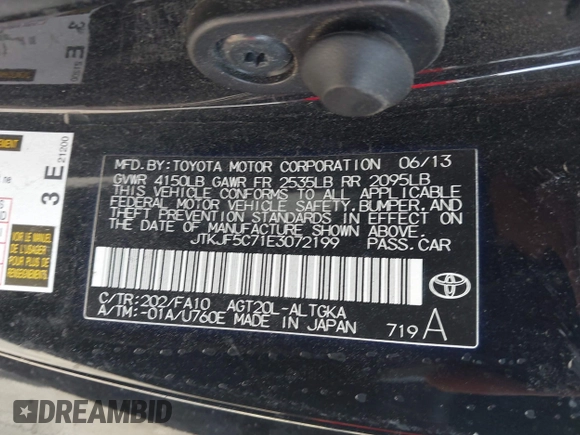 MFD. BY: TOYOTA MOTOR CORPORATION 06/13
GVWR 4150LB GAWR FR 2535LB RR 2095LB
THIS VEHICLE CONFORMS TO ALL APPLICABLE
FEDERAL MOTOR VEHICLE SAFETY, BUMPER, AND
THEFT PREVENTION STANDARDS IN EFFECT ON
THE DATE OF MANUFACTURE SHOWN ABOVE.
JTKJF5C71E3072199 PASS. CAR
C/TR: 202/FA10 AGT20L-ALTGKA
A/TM: -01A/U760E MADE IN JAPAN
719 A
TOYOTA
3 E
21200
DREAMBID